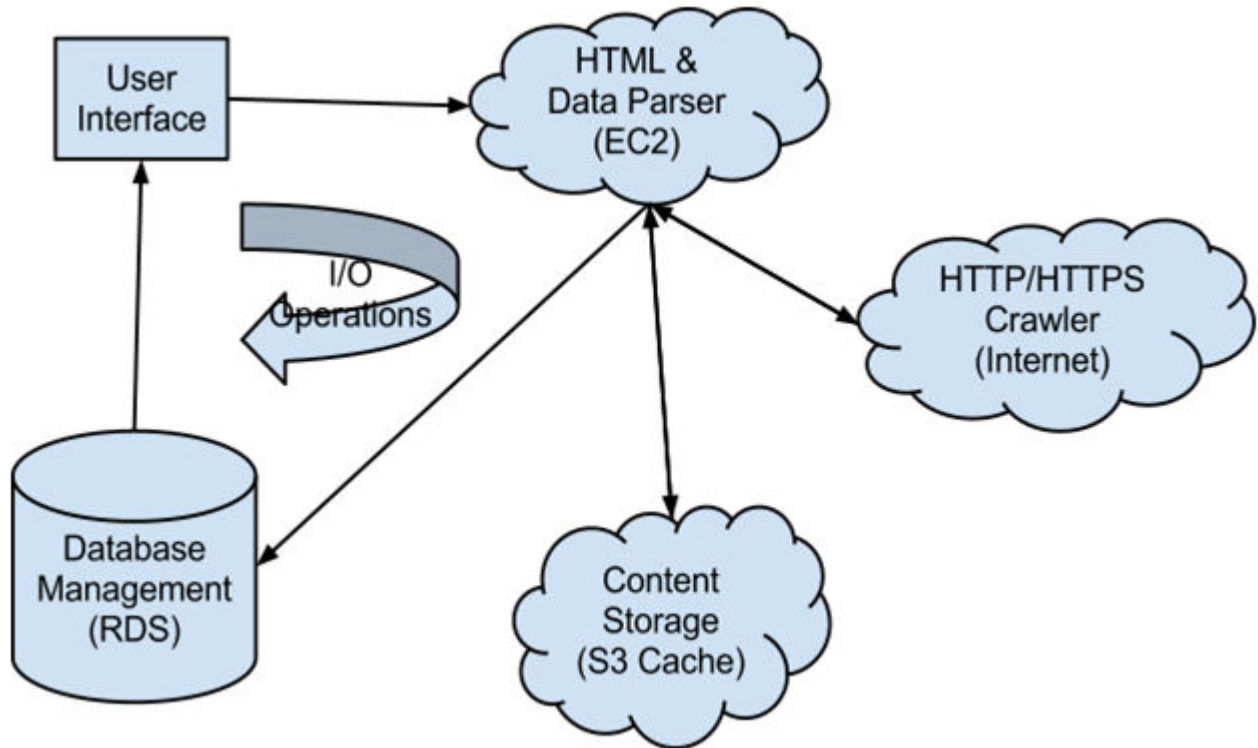 User
Interface
HTML &
Data Parser
(EC2)
I/O
Operations
HTTP/HTTPS
Crawler
(Internet)
Database
Management
(RDS)
Content
Storage
(S3 Cache)